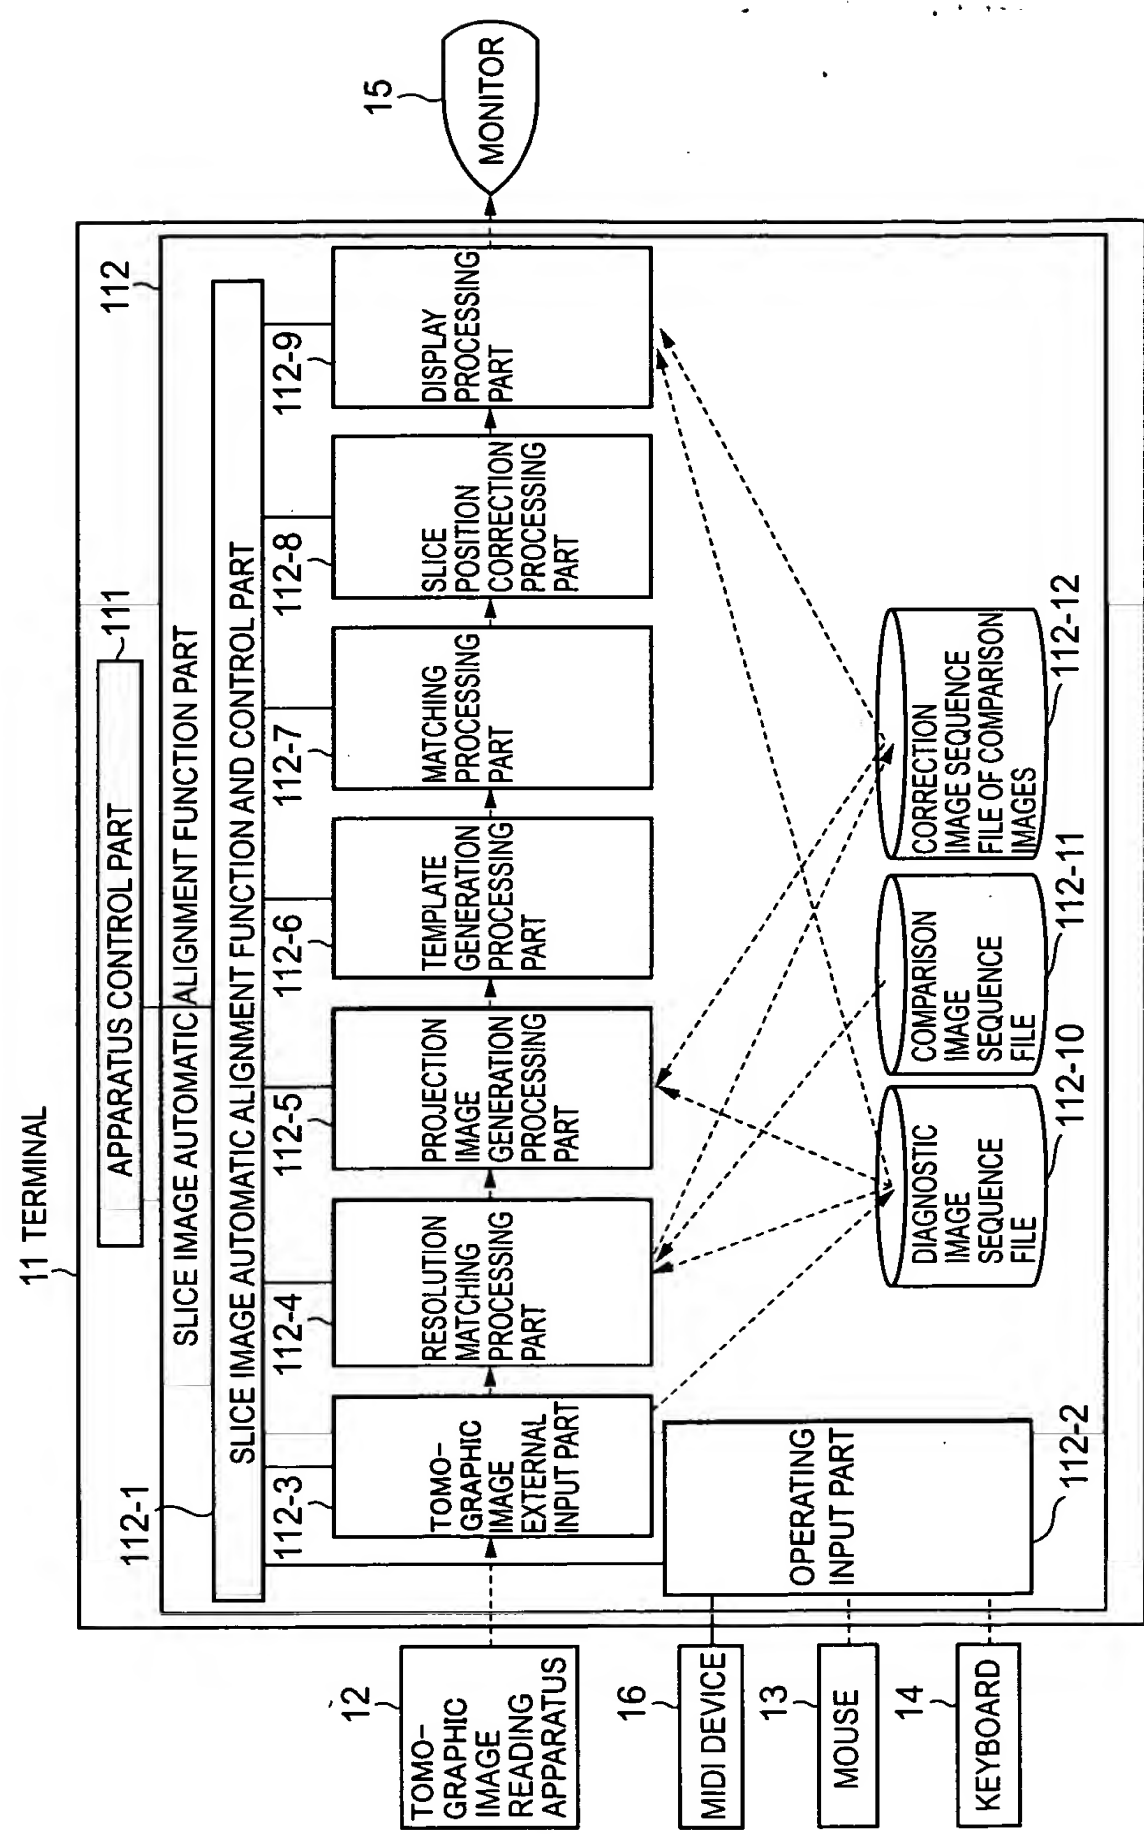 11 TERMINAL
APPARATUS CONTROL PART
111
SLICE IMAGE AUTOMATIC ALIGNMENT FUNCTION PART
112
112-1
SLICE IMAGE AUTOMATIC ALIGNMENT FUNCTION AND CONTROL PART
112-3
TOMO-
GRAPHIC
IMAGE
EXTERNAL
INPUT PART
112-4
RESOLUTION
MATCHING
PROCESSING
PART
112-5
PROJECTION
IMAGE
GENERATION
PROCESSING
PART
112-6
TEMPLATE
GENERATION
PROCESSING
PART
112-7
MATCHING
PROCESSING
PART
112-8
SLICE
POSITION
CORRECTION
PROCESSING
PART
112-9
DISPLAY
PROCESSING
PART
15
MONITOR
12
TOMO-
GRAPHIC
IMAGE
READING
APPARATUS
16
MIDI DEVICE
13
MOUSE
14
KEYBOARD
OPERATING
INPUT PART
112-2
DIAGNOSTIC
IMAGE
SEQUENCE
FILE
112-10
COMPARISON
IMAGE
SEQUENCE
FILE
112-11
CORRECTION
IMAGE SEQUENCE
FILE OF COMPARISON
IMAGES
112-12